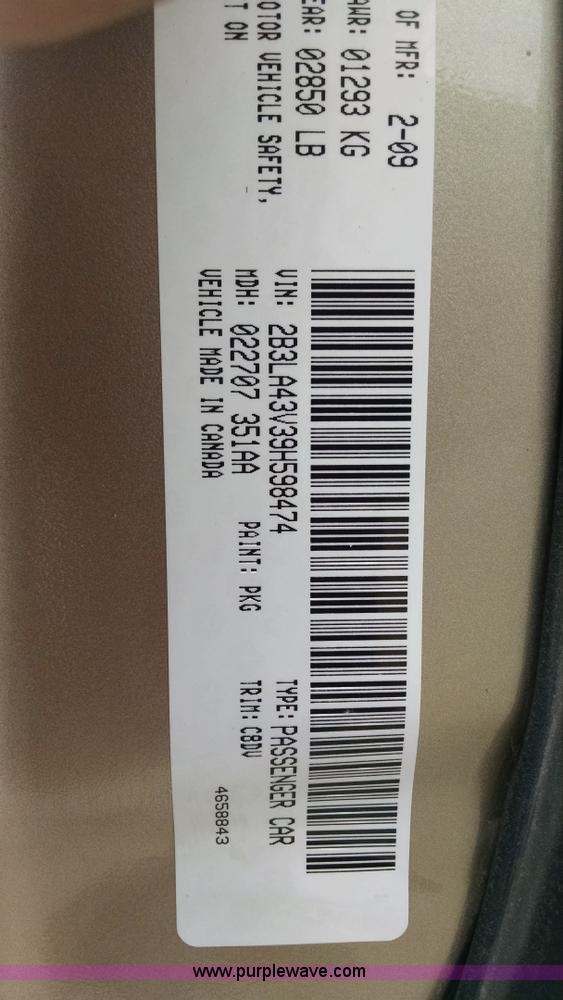 OF MFR: 2-09
AWR: 01293 KG
EAR: 02850 LB
OTOR VEHICLE SAFETY,
T ON
VIN: 2B3LA43V39H598474 TYPE: PASSENGER CAR
MDH: 022707 351AA PAINT: PKG TRIM: C8DV
VEHICLE MADE IN CANADA
4658843
www.purplewave.com